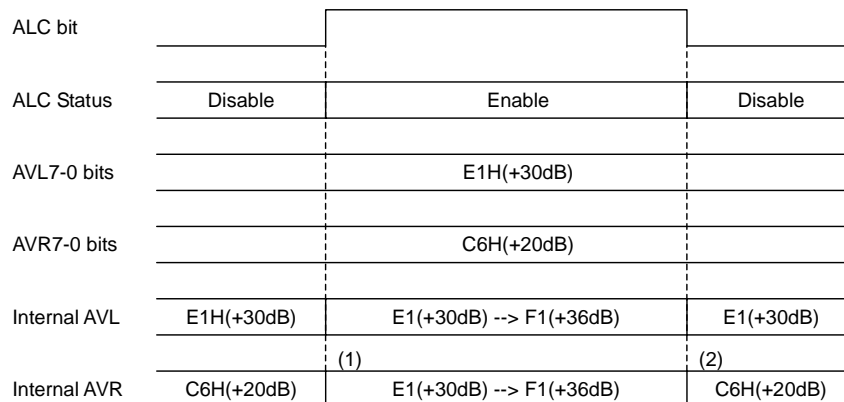 ALC bit
ALC Status Disable Enable Disable
AVL7-0 bits E1H(+30dB)
AVR7-0 bits C6H(+20dB)
Internal AVL E1H(+30dB) E1(+30dB) --> F1(+36dB) E1(+30dB)
(1) (2)
Internal AVR C6H(+20dB) E1(+30dB) --> F1(+36dB) C6H(+20dB)